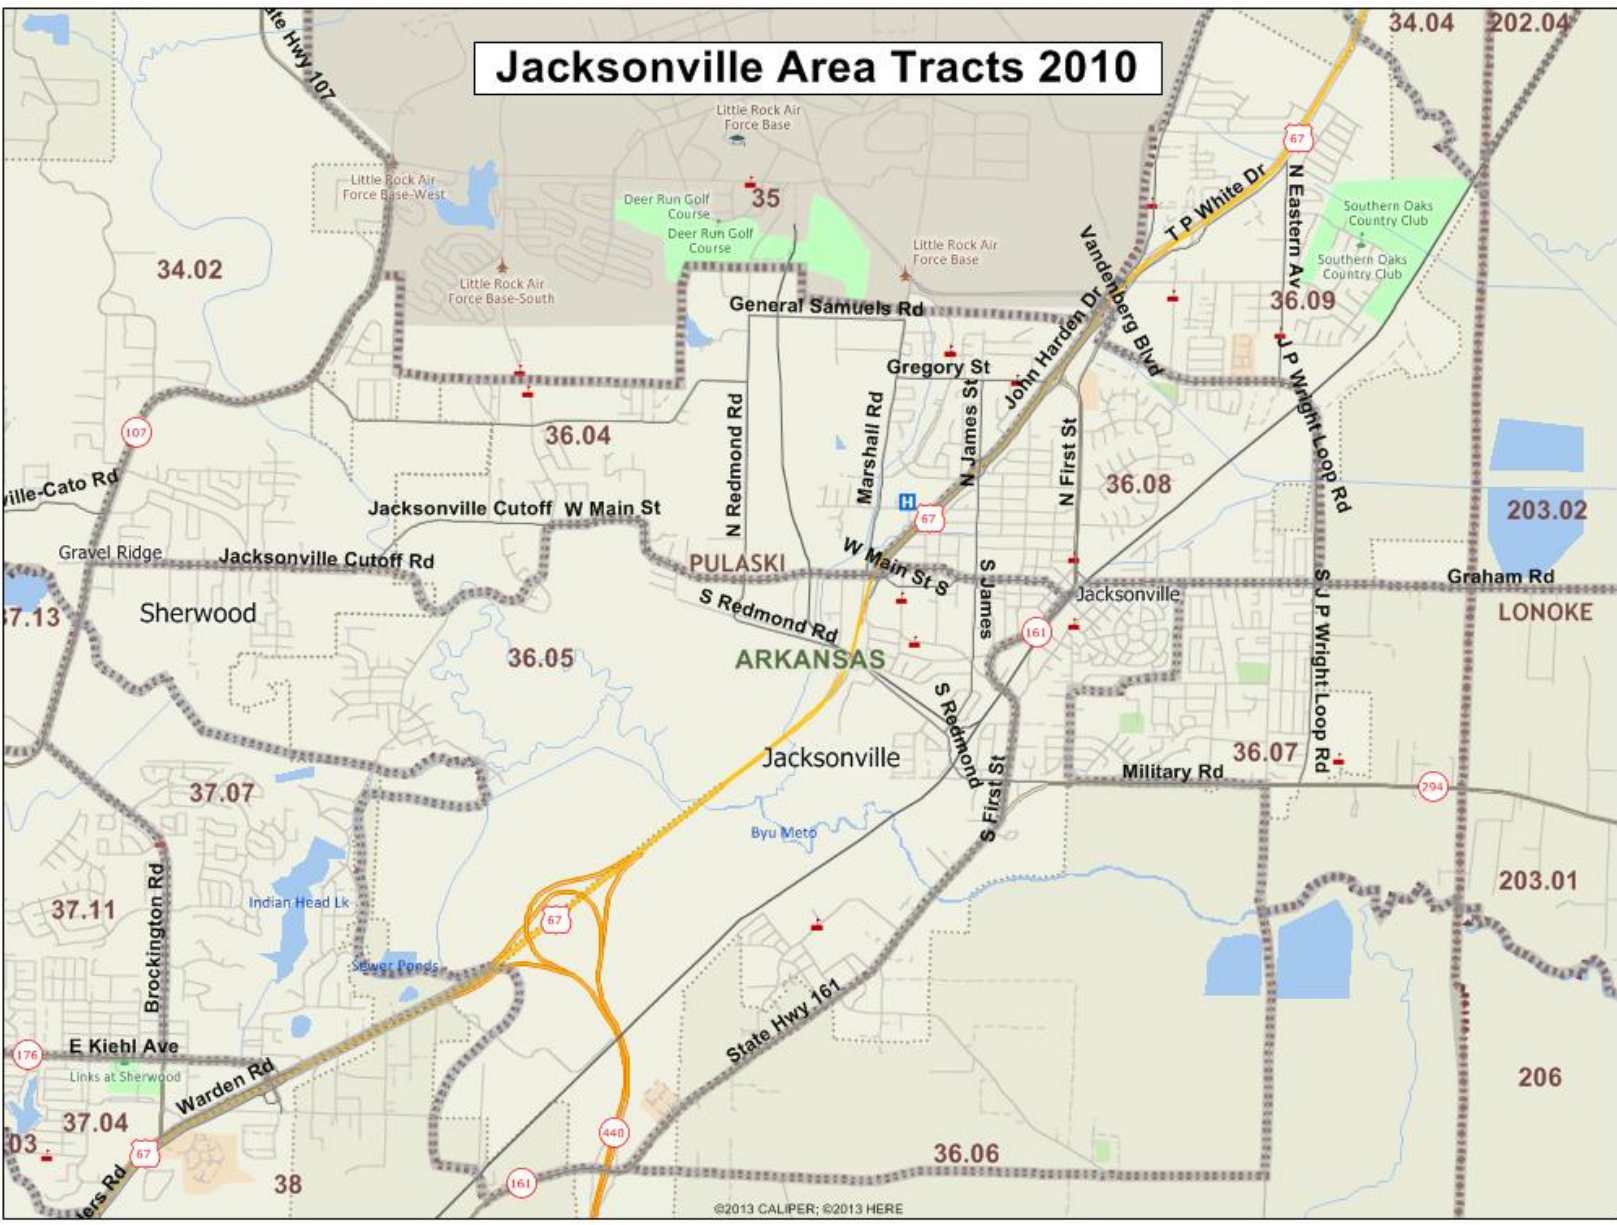 Jacksonville Area Tracts 2010
34.04
202.04
ate Hwy 107
67
Little Rock Air
Force Base
Little Rock Air
Force Base-West
35
Deer Run Golf
Course
Deer Run Golf
Course
T P White Dr
N Eastern Av
Southern Oaks
Country Club
Southern Oaks
Country Club
34.02
Little Rock Air
Force Base-South
Little Rock Air
Force Base
Vandenberg Blvd
36.09
General Samuels Rd
John Harden Dr
Gregory St
J P Wright Loop Rd
107
36.04
N Redmond Rd
Marshall Rd
N James St
N First St
36.08
ville-Cato Rd
Jacksonville Cutoff
W Main St
H
67
203.02
Gravel Ridge
Jacksonville Cutoff Rd
PULASKI
W Main St S
S James
Jacksonville
Graham Rd
37.13
Sherwood
S Redmond Rd
161
LONOKE
36.05
ARKANSAS
S J P Wright Loop Rd
S Redmond
Jacksonville
36.07
Military Rd
294
37.07
S First St
Byu Meto
203.01
37.11
Brockington Rd
Indian Head Lk
67
Sewer Ponds
State Hwy 161
176
E Kiehl Ave
Links at Sherwood
Warden Rd
206
37.04
03
67
440
36.06
38
161
ers Rd
©2013 CALIPER; ©2013 HERE